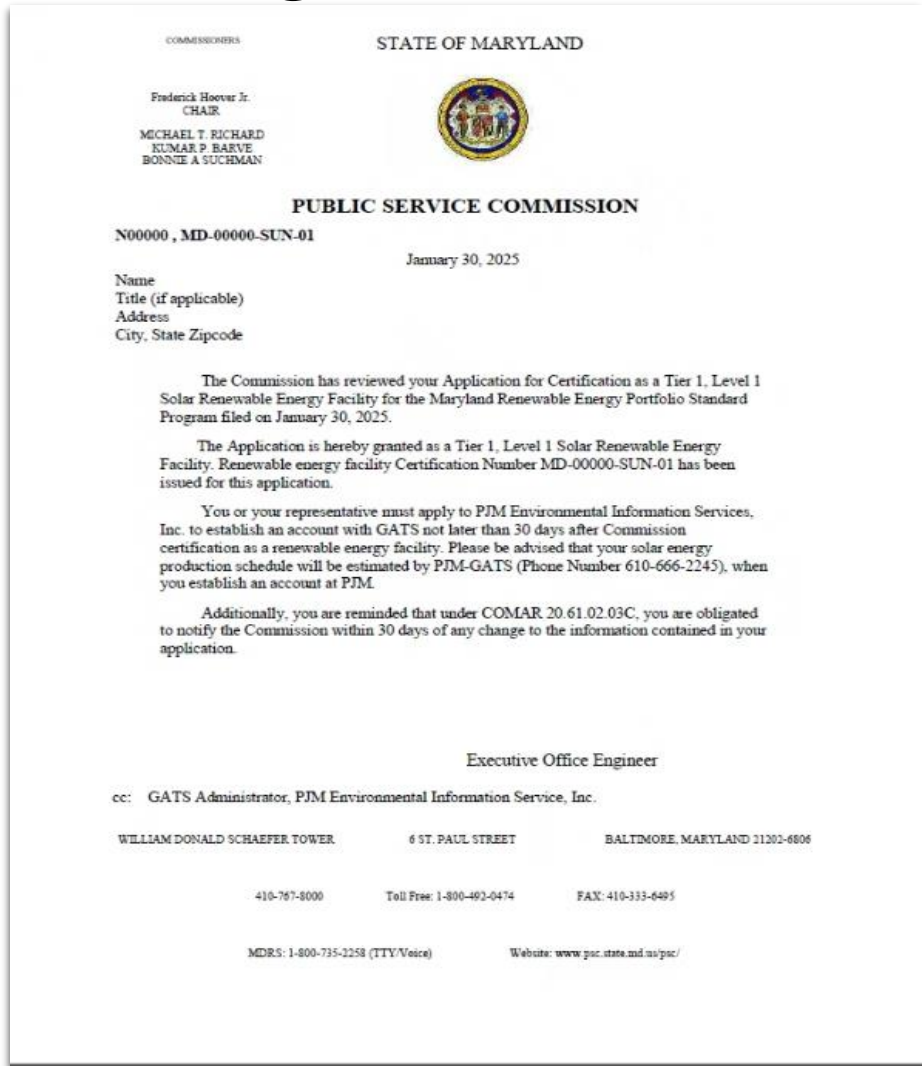 COMMISSIONERS
STATE OF MARYLAND
Frederick Hoover Jr.
CHAIR
MICHAEL T. RICHARD
KUMAR P. BARVE
BONNIE A SUCHMAN
PUBLIC SERVICE COMMISSION
N00000 , MD-00000-SUN-01
January 30, 2025
Name
Title (if applicable)
Address
City, State Zipcode
The Commission has reviewed your Application for Certification as a Tier 1, Level 1
Solar Renewable Energy Facility for the Maryland Renewable Energy Portfolio Standard
Program filed on January 30, 2025.
The Application is hereby granted as a Tier 1, Level 1 Solar Renewable Energy
Facility. Renewable energy facility Certification Number MD-00000-SUN-01 has been
issued for this application.
You or your representative must apply to PJM Environmental Information Services,
Inc. to establish an account with GATS not later than 30 days after Commission
certification as a renewable energy facility. Please be advised that your solar energy
production schedule will be estimated by PJM-GATS (Phone Number 610-666-2245), when
you establish an account at PJM.
Additionally, you are reminded that under COMAR 20.61.02.03C, you are obligated
to notify the Commission within 30 days of any change to the information contained in your
application.
Executive Office Engineer
cc: GATS Administrator, PJM Environmental Information Service, Inc.
WILLIAM DONALD SCHAEFER TOWER 6 ST. PAUL STREET BALTIMORE, MARYLAND 21202-6806
410-767-8000 Toll Free: 1-800-492-0474 FAX: 410-333-6495
MDRS: 1-800-735-2258 (TTY/Voice) Website: www.psc.state.md.us/psc/